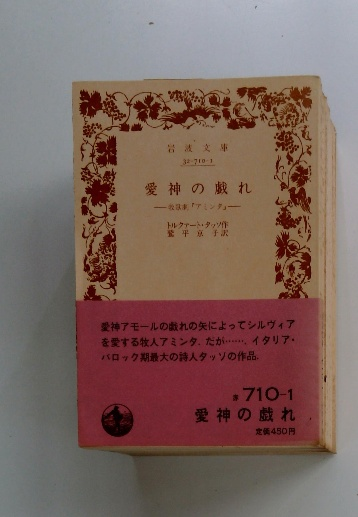 岩波文庫
32-710-1
愛神の戯れ
―牧歌劇『アミンタ』―
トルクァート・タッソ作
鷲平京子訳
愛神アモールの戯れの矢によってシルヴィア
を愛する牧人アミンタ。だが……。イタリア・
バロック期最大の詩人タッソの作品。
赤710-1
愛神の戯れ
定価450円